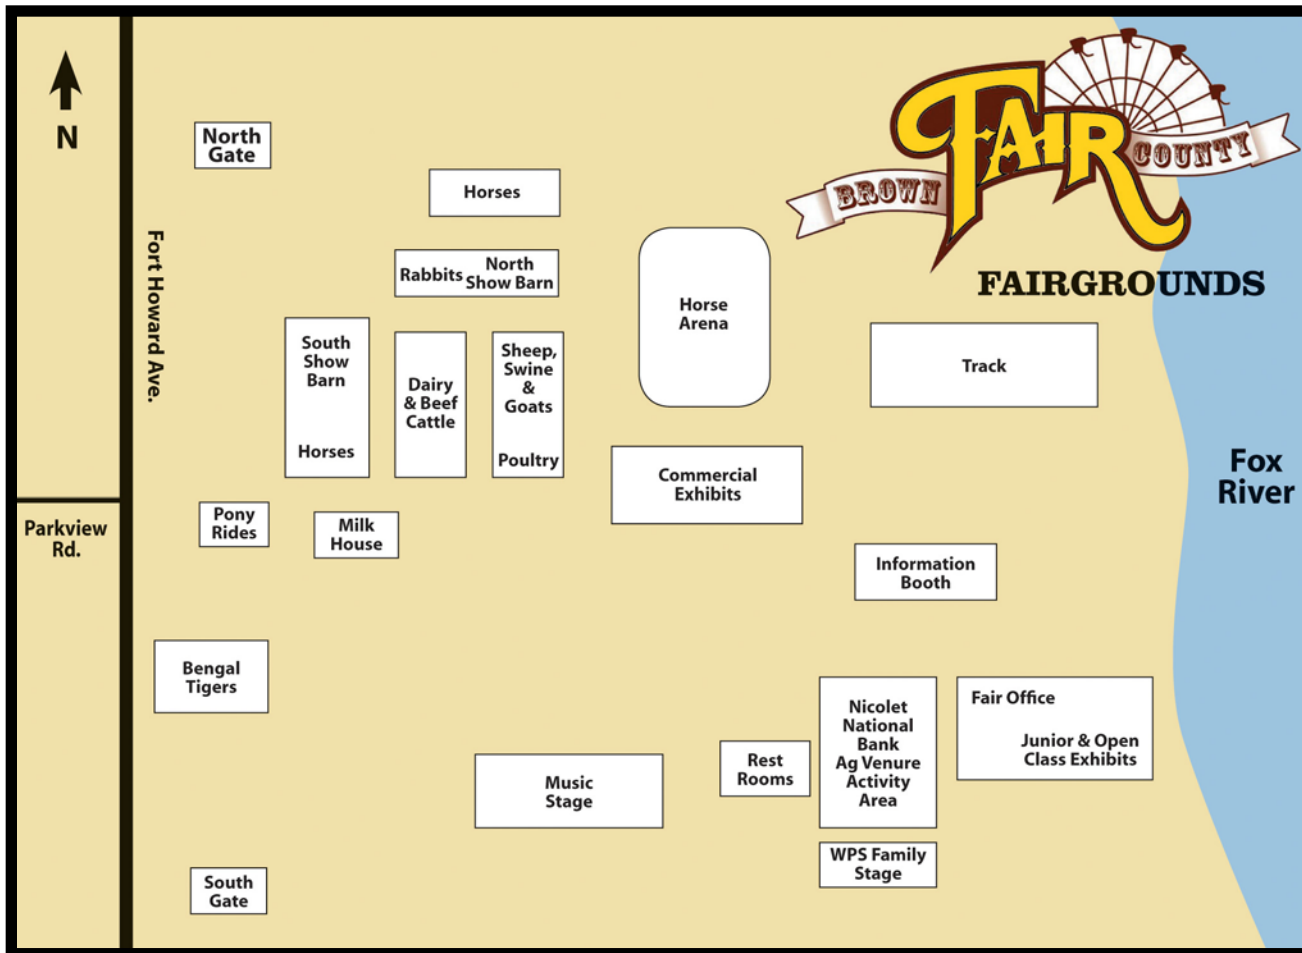 N
North
Gate
BROWN
FAIR
COUNTY
FAIRGROUNDS
Horses
Rabbits
North
Show Barn
Fort Howard Ave.
Horse
Arena
South
Show
Barn
Horses
Dairy
& Beef
Cattle
Sheep,
Swine
&
Goats
Poultry
Track
Commercial
Exhibits
Fox
River
Parkview
Rd.
Pony
Rides
Milk
House
Information
Booth
Bengal
Tigers
Nicolet
National
Bank
Ag Venure
Activity
Area
Fair Office
Junior & Open
Class Exhibits
Rest
Rooms
Music
Stage
WPS Family
Stage
South
Gate